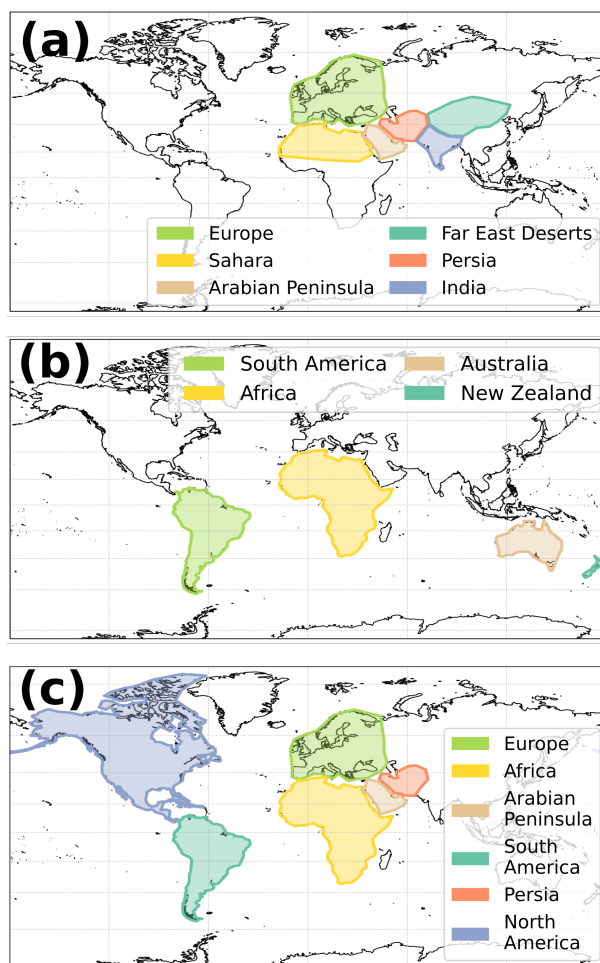 (a)
Europe
Sahara
Arabian Peninsula
Far East Deserts
Persia
India
(b)
South America
Africa
Australia
New Zealand
(c)
Europe
Africa
Arabian
Peninsula
South
America
Persia
North
America